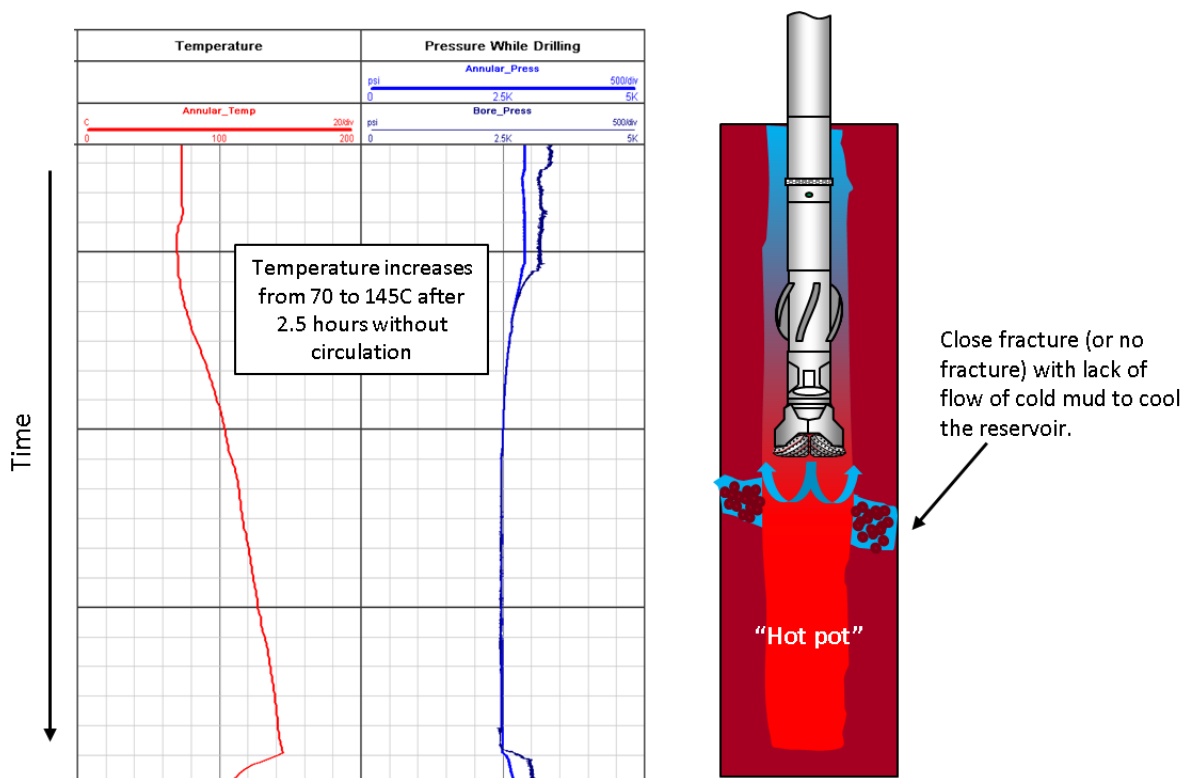 Temperature
Pressure While Drilling
Annular_Press
psi 500/div
0 2.5K 5K
Annular_Temp
C 20/div
0 100 200
Bore_Press
psi 500/div
0 2.5K 5K
Time
Temperature increases
from 70 to 145C after
2.5 hours without
circulation
Close fracture (or no
fracture) with lack of
flow of cold mud to cool
the reservoir.
“Hot pot”